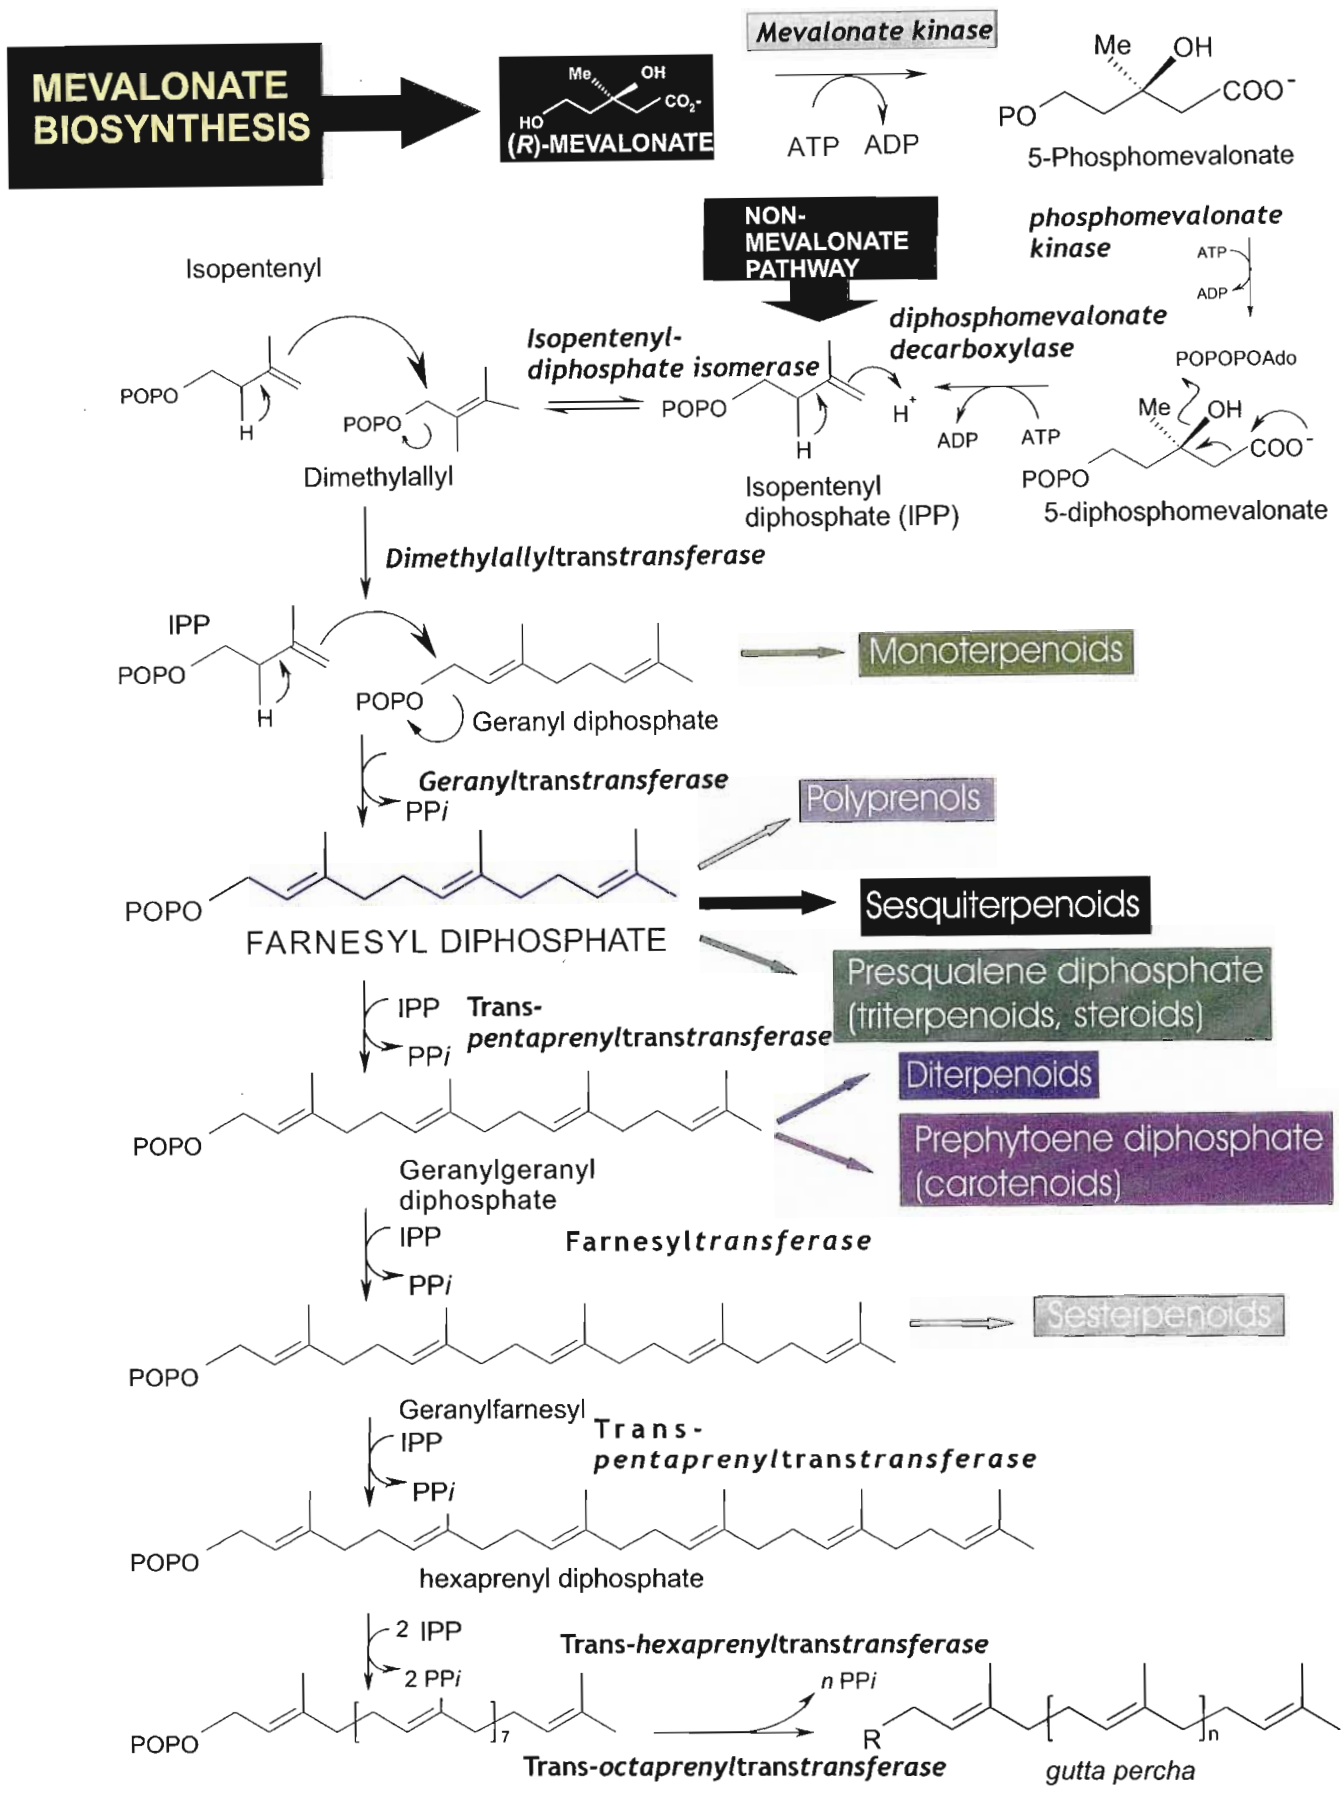 MEVALONATE
BIOSYNTHESIS
Me
OH
CO₂⁻
HO
(R)-MEVALONATE
Mevalonate kinase
ATP ADP
Me
OH
COO⁻
PO
5-Phosphomevalonate
NON-
MEVALONATE
PATHWAY
phosphomevalonate
kinase
ATP
ADP
Isopentenyl
POPO
H
POPO
Dimethylallyl
Isopentenyl-
diphosphate isomerase
POPO
H
H⁺
Isopentenyl
diphosphate (IPP)
diphosphomevalonate
decarboxylase
ADP ATP
POPOPOAdo
Me
OH
COO⁻
POPO
5-diphosphomevalonate
Dimethylallyltranstransferase
IPP
POPO
H
POPO
Geranyl diphosphate
Monoterpenoids
Geranyltranstransferase
PPi
Polyprenols
POPO
FARNESYL DIPHOSPHATE
Sesquiterpenoids
Presqualene diphosphate
(triterpenoids, steroids)
IPP
PPi
Trans-
pentaprenyltranstransferase
Diterpenoids
POPO
Prephytoene diphosphate
(carotenoids)
Geranylgeranyl
diphosphate
IPP
PPi
Farnesyltransferase
Sesterpenoids
POPO
Geranylfarnesyl
IPP
PPi
Trans-
pentaprenyltranstransferase
POPO
hexaprenyl diphosphate
2 IPP
2 PPi
Trans-hexaprenyltranstransferase
n PPi
POPO
7
R
n
Trans-octaprenyltranstransferase
gutta percha